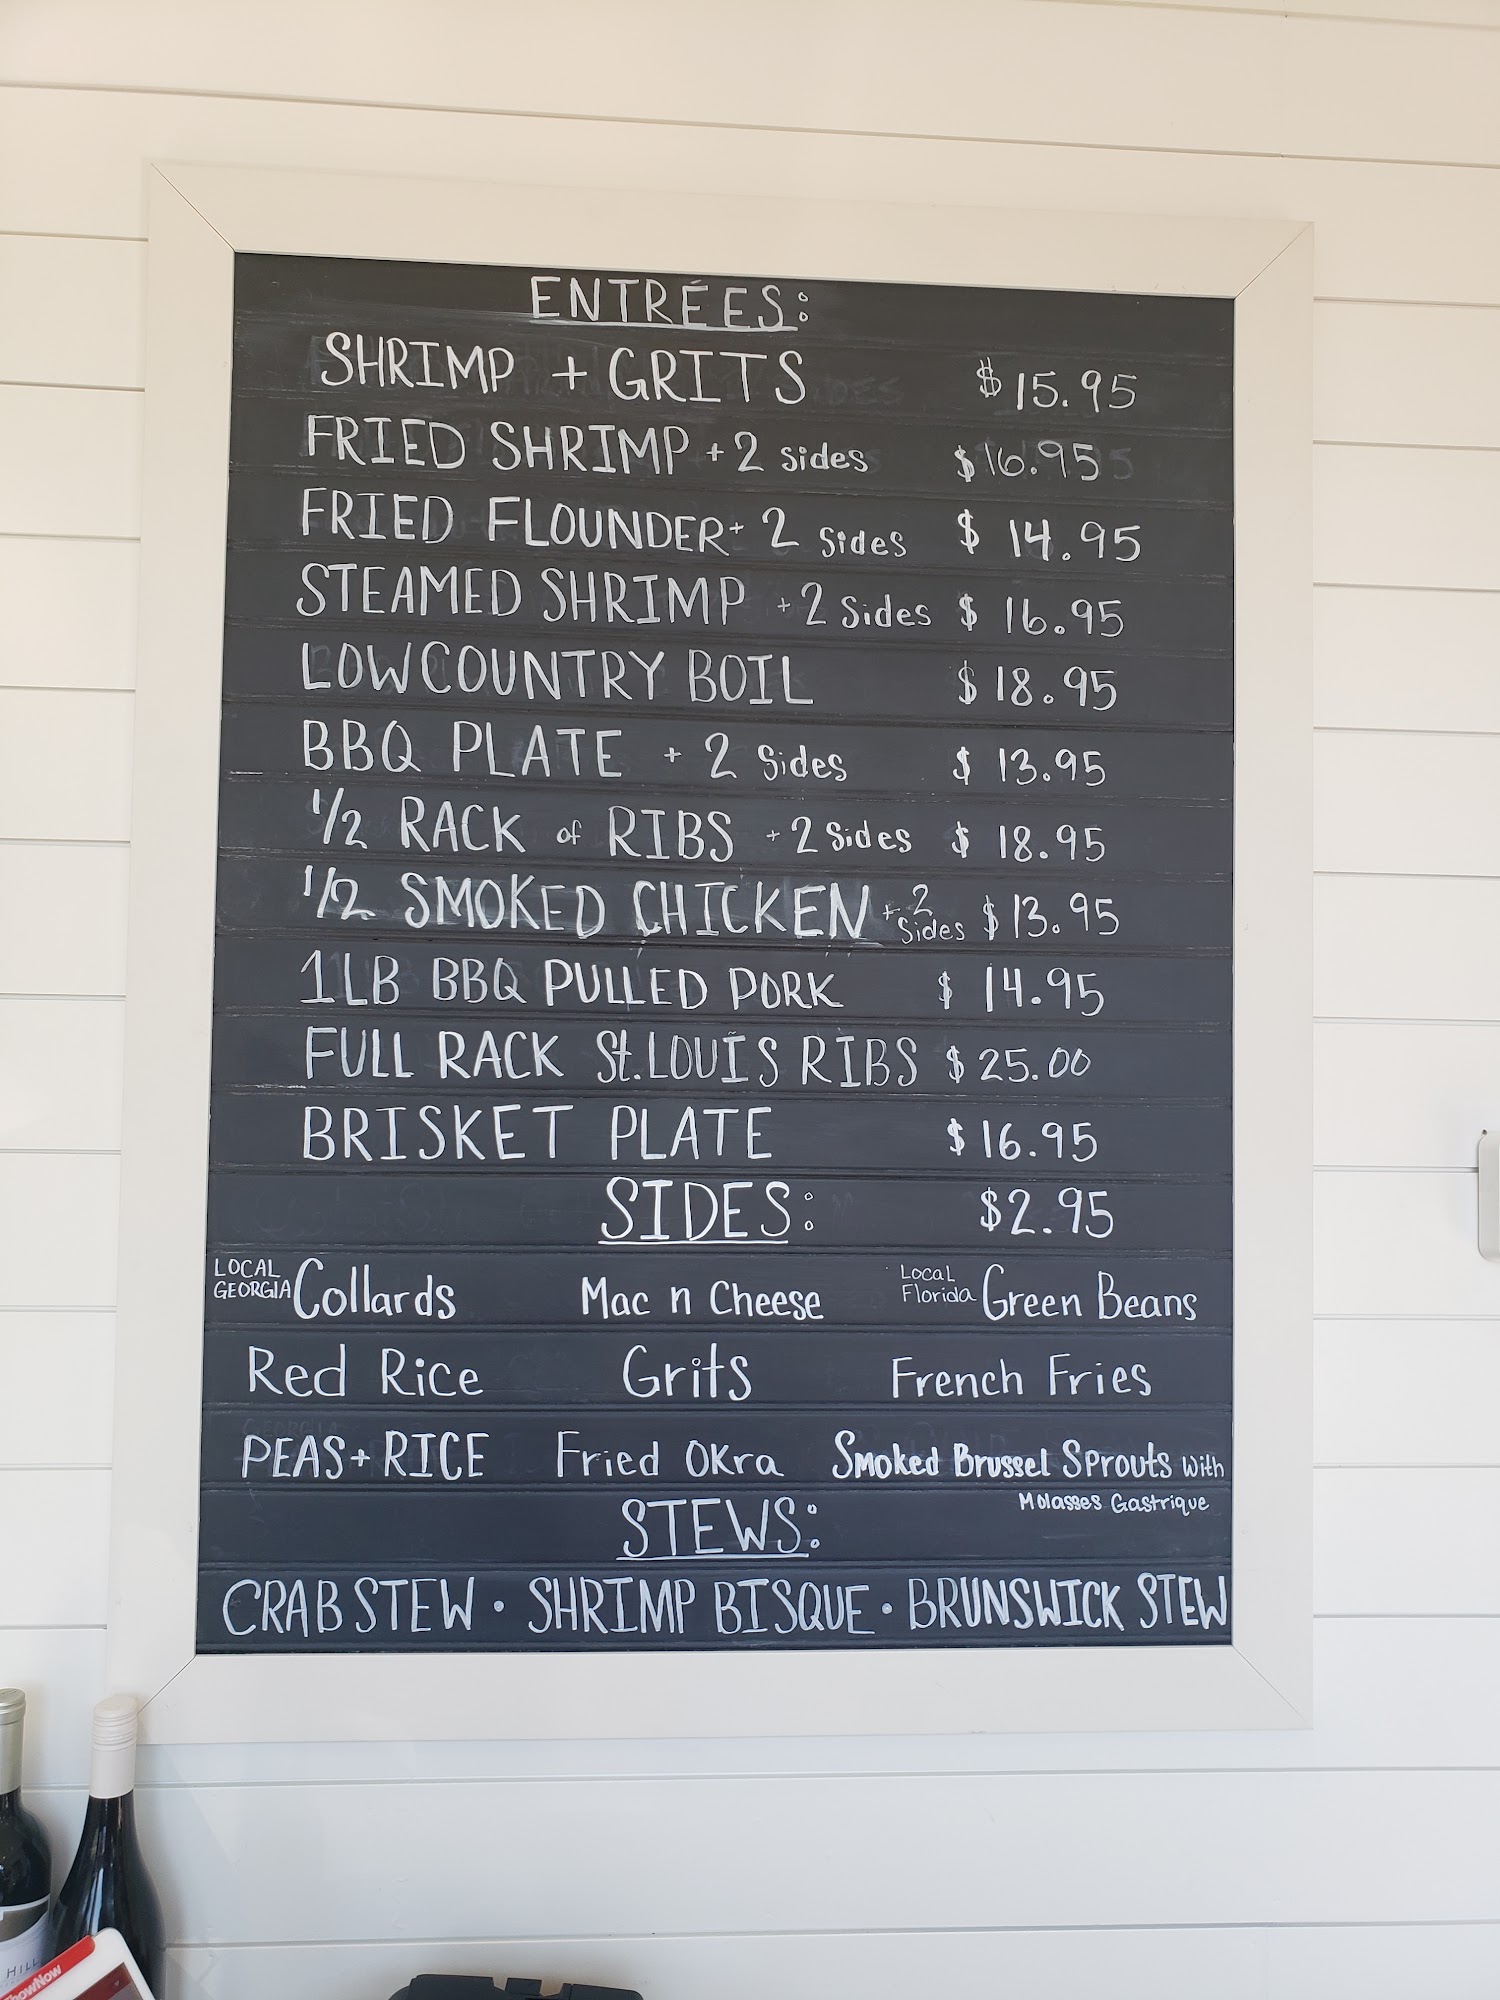 ENTRÉES:
SHRIMP + GRITS $15.95
FRIED SHRIMP + 2 sides $16.95
FRIED FLOUNDER + 2 sides $14.95
STEAMED SHRIMP + 2 Sides $16.95
LOWCOUNTRY BOIL $18.95
BBQ PLATE + 2 Sides $13.95
1/2 RACK of RIBS + 2 Sides $18.95
1/2 SMOKED CHICKEN + 2 Sides $13.95
1LB BBQ PULLED PORK $14.95
FULL RACK St. LOUIS RIBS $25.00
BRISKET PLATE $16.95
SIDES: $2.95
LOCAL GEORGIA Collards Mac n Cheese Local Florida Green Beans
Red Rice Grits French Fries
PEAS + RICE Fried Okra Smoked Brussel Sprouts with
Molasses Gastrique
STEWS:
CRAB STEW • SHRIMP BISQUE • BRUNSWICK STEW
HILL